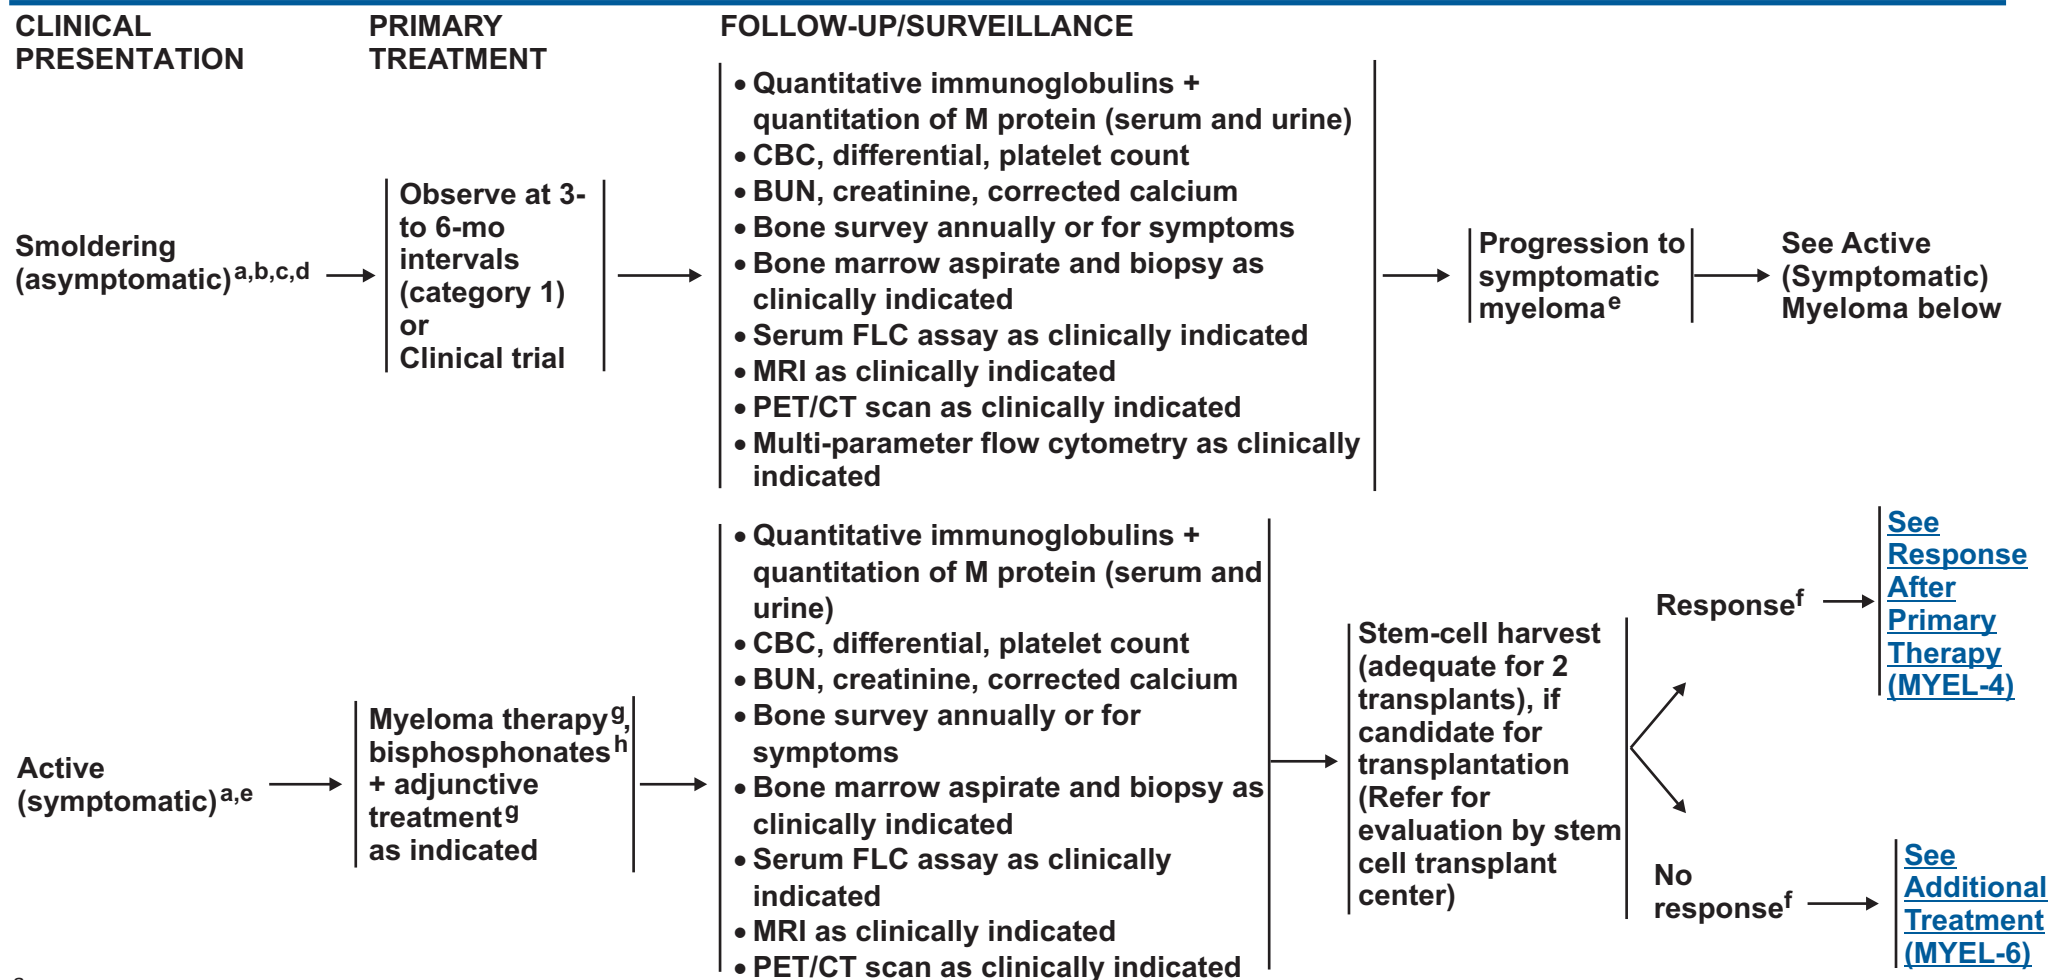 CLINICAL
PRESENTATION
PRIMARY
TREATMENT
FOLLOW-UP/SURVEILLANCE
Smoldering
(asymptomatic)a,b,c,d
Observe at 3-
to 6-mo
intervals
(category 1)
or
Clinical trial
• Quantitative immunoglobulins +
quantitation of M protein (serum and urine)
• CBC, differential, platelet count
• BUN, creatinine, corrected calcium
• Bone survey annually or for symptoms
• Bone marrow aspirate and biopsy as
clinically indicated
• Serum FLC assay as clinically indicated
• MRI as clinically indicated
• PET/CT scan as clinically indicated
• Multi-parameter flow cytometry as clinically
indicated
Progression to
symptomatic
myelomae
See Active
(Symptomatic)
Myeloma below
Active
(symptomatic)a,e
Myeloma therapyg,
bisphosphonatesh
+ adjunctive
treatmentg
as indicated
• Quantitative immunoglobulins +
quantitation of M protein (serum and
urine)
• CBC, differential, platelet count
• BUN, creatinine, corrected calcium
• Bone survey annually or for
symptoms
• Bone marrow aspirate and biopsy as
clinically indicated
• Serum FLC assay as clinically
indicated
• MRI as clinically indicated
• PET/CT scan as clinically indicated
Stem-cell harvest
(adequate for 2
transplants), if
candidate for
transplantation
(Refer for
evaluation by stem
cell transplant
center)
Responsef
See
Response
After
Primary
Therapy
(MYEL-4)
No
responsef
See
Additional
Treatment
(MYEL-6)